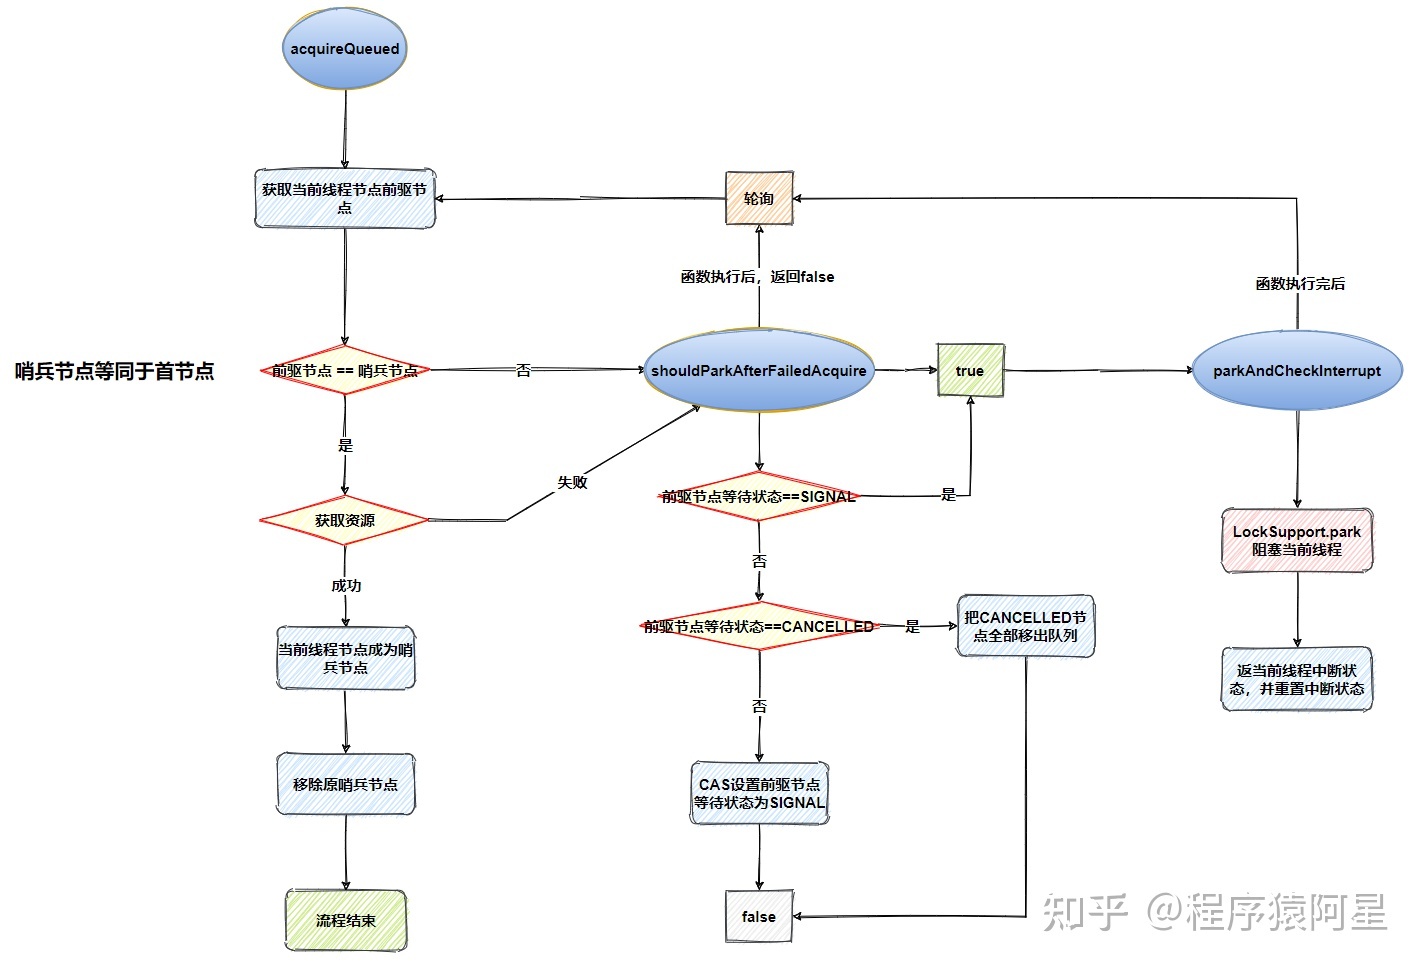 acquireQueued
获取当前线程节点前驱节
点
轮询
函数执行后，返回false
函数执行完后
哨兵节点等同于首节点
前驱节点 == 哨兵节点
否
shouldParkAfterFailedAcquire
true
parkAndCheckInterrupt
是
失败
获取资源
前驱节点等待状态==SIGNAL
是
LockSupport.park
阻塞当前线程
否
成功
前驱节点等待状态==CANCELLED
是
把CANCELLED节
点全部移出队列
当前线程节点成为哨
兵节点
返当前线程中断状
态，并重置中断状态
否
移除原哨兵节点
CAS设置前驱节点
等待状态为SIGNAL
流程结束
false
知乎 @程序猿阿星